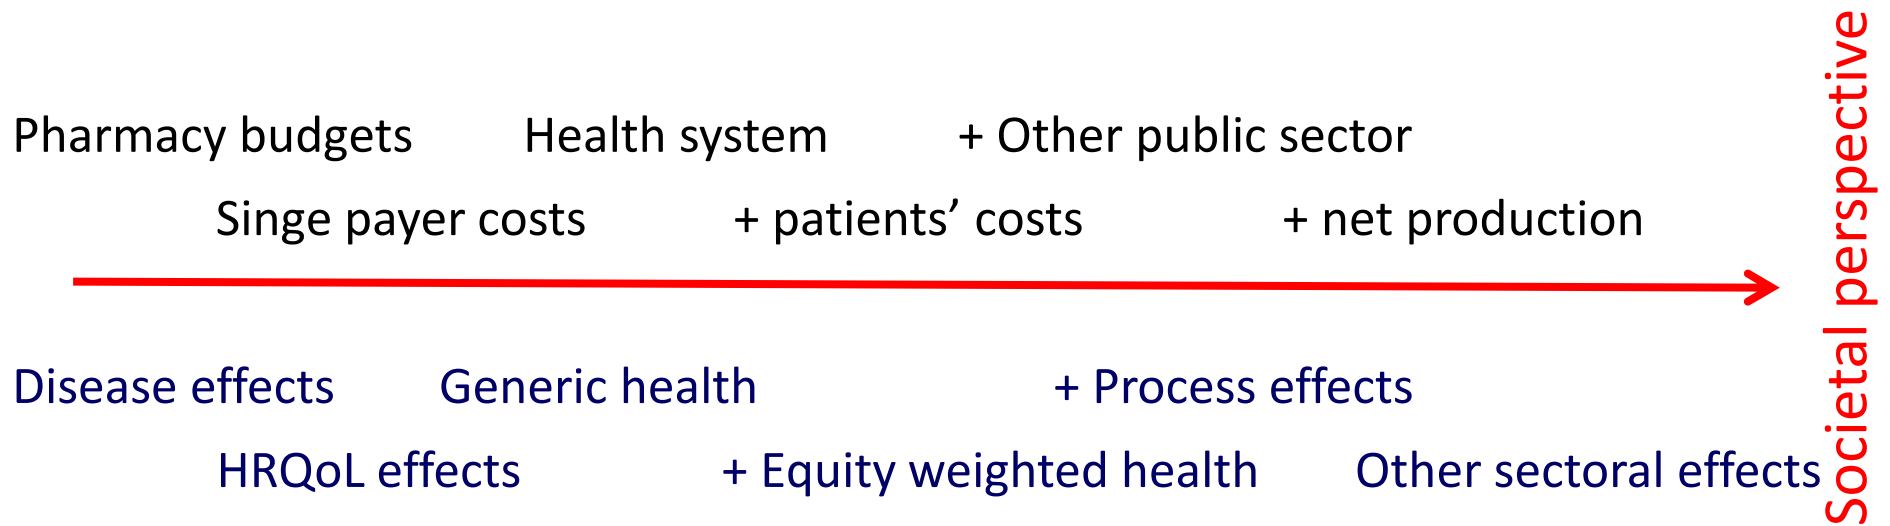 Pharmacy budgets Health system + Other public sector
Singe payer costs + patients’ costs + net production
Disease effects Generic health + Process effects
HRQoL effects + Equity weighted health Other sectoral effects
Societal perspective